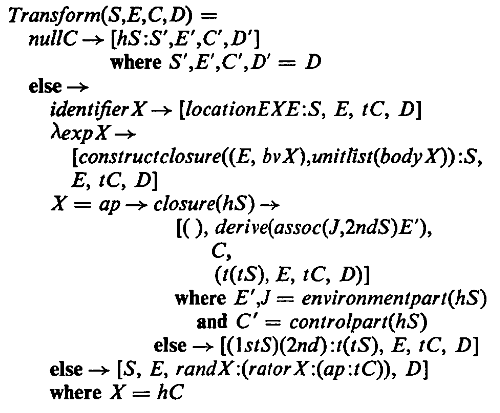 Transform(S,E,C,D) =
nullC → [hS:S′,E′,C′,D′]
where S′,E′,C′,D′ = D
else →
identifierX → [locationEXE:S, E, tC, D]
λexpX →
[constructclosure((E, bvX),unitlist(bodyX)):S,
E, tC, D]
X = ap → closure(hS) →
[( ), derive(assoc(J,2ndS)E′),
C,
(t(tS), E, tC, D)]
where E′,J = environmentpart(hS)
and C′ = controlpart(hS)
else → [(1stS)(2nd):t(tS), E, tC, D]
else → [S, E, randX:(ratorX:(ap:tC)), D]
where X = hC